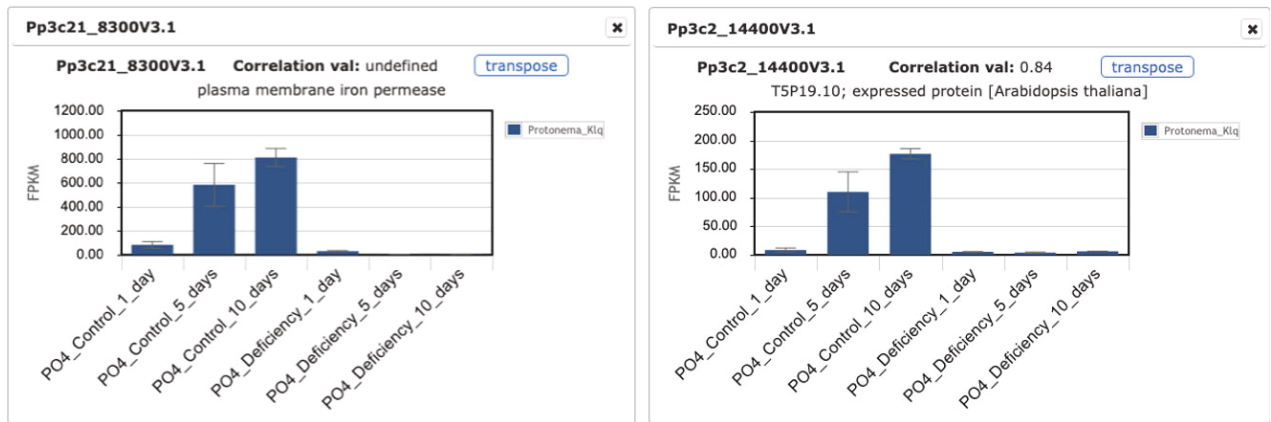 Pp3c21_8300V3.1
Pp3c21_8300V3.1 Correlation val: undefined transpose
plasma membrane iron permease
1200.00
1000.00
800.00
600.00
400.00
200.00
0.00
FPKM
Protonema_Klq
PO4_Control_1_day
PO4_Control_5_days
PO4_Control_10_days
PO4_Deficiency_1_day
PO4_Deficiency_5_days
PO4_Deficiency_10_days
Pp3c2_14400V3.1
Pp3c2_14400V3.1 Correlation val: 0.84 transpose
T5P19.10; expressed protein [Arabidopsis thaliana]
250.00
200.00
150.00
100.00
50.00
0.00
FPKM
Protonema_Klq
PO4_Control_1_day
PO4_Control_5_days
PO4_Control_10_days
PO4_Deficiency_1_day
PO4_Deficiency_5_days
PO4_Deficiency_10_days